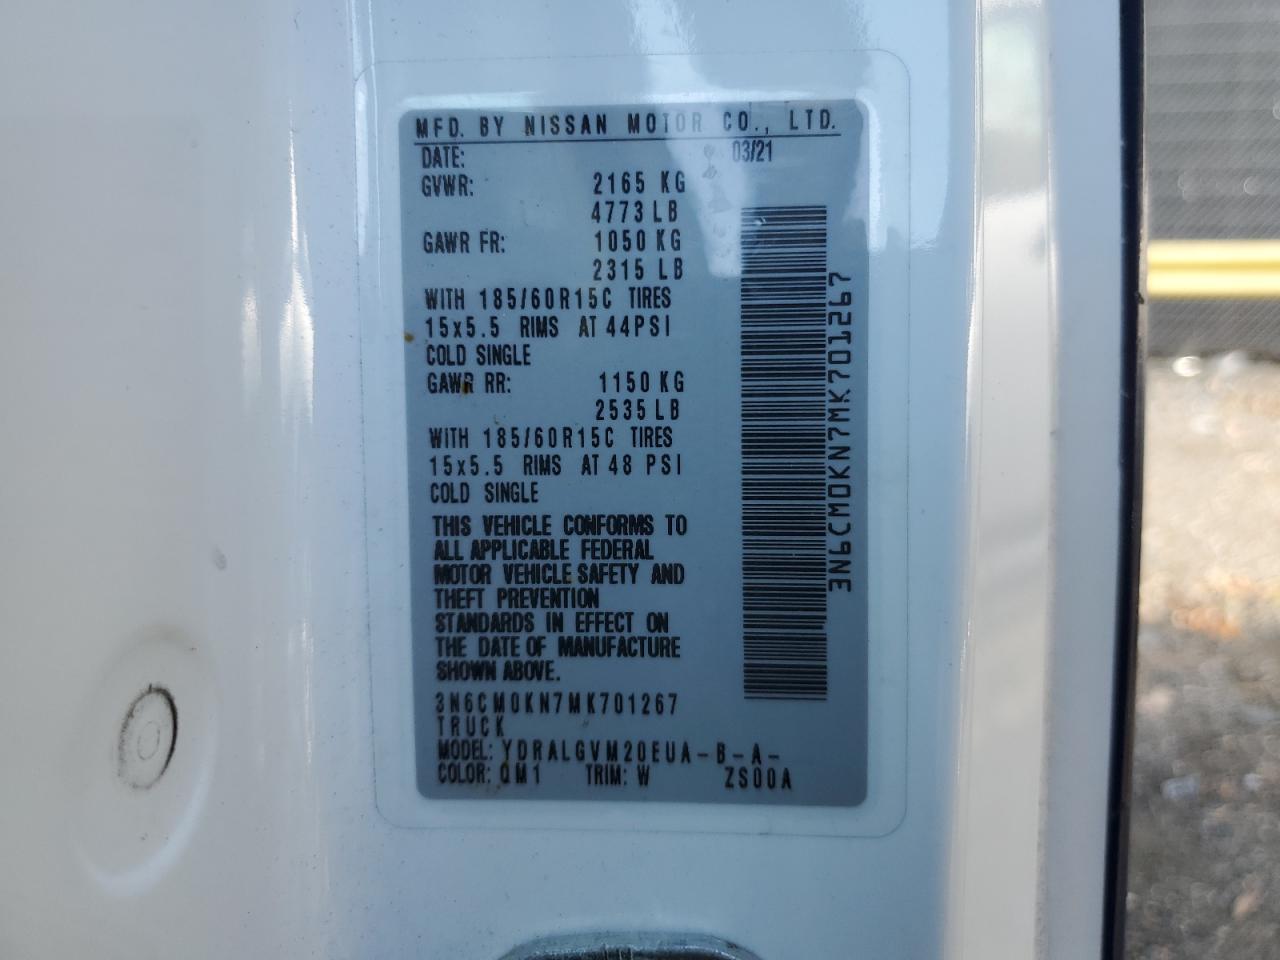 MFD. BY NISSAN MOTOR CO., LTD.
DATE: 03/21
GVWR: 2165 KG
4773 LB
GAWR FR: 1050 KG
2315 LB
WITH 185/60R15C TIRES
15x5.5 RIMS AT 44PSI
COLD SINGLE
GAWR RR: 1150 KG
2535 LB
WITH 185/60R15C TIRES
15x5.5 RIMS AT 48 PSI
COLD SINGLE
THIS VEHICLE CONFORMS TO
ALL APPLICABLE FEDERAL
MOTOR VEHICLE SAFETY AND
THEFT PREVENTION
STANDARDS IN EFFECT ON
THE DATE OF MANUFACTURE
SHOWN ABOVE.
3N6CM0KN7MK701267
TRUCK
MODEL: YDRALGVM20EUA-B-A-
COLOR: QM1 TRIM: W ZS00A
3N6CM0KN7MK701267